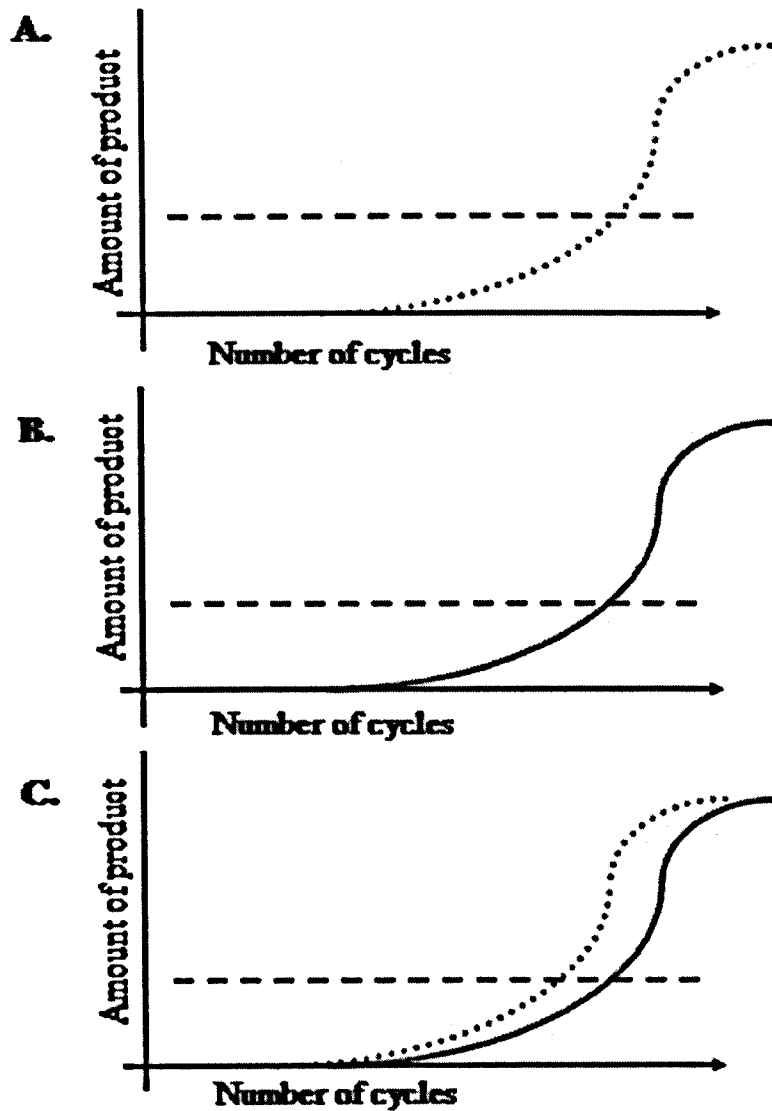 A.
Amount of product
Number of cycles
B.
Amount of product
Number of cycles
C.
Amount of product
Number of cycles